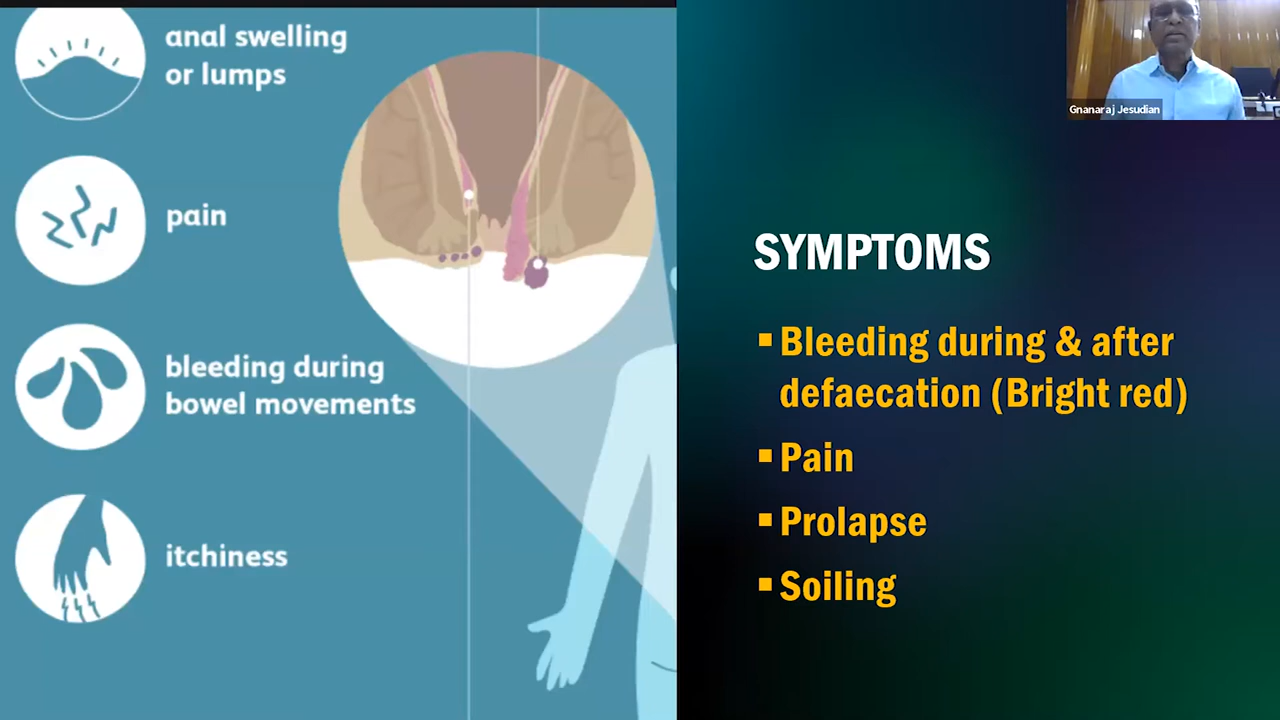 anal swelling
or lumps
pain
bleeding during
bowel movements
itchiness
Gnanaraj Jesudian
SYMPTOMS
▪ Bleeding during & after
defaecation (Bright red)
▪ Pain
▪ Prolapse
▪ Soiling